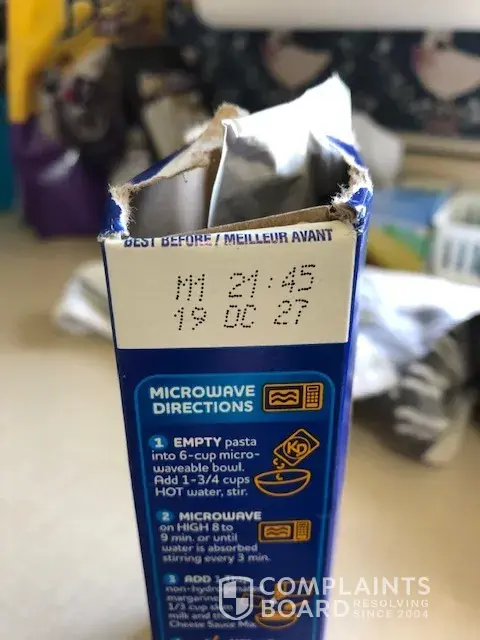 BEST BEFORE / MEILLEUR AVANT
M1 21:45
19 DC 27
MICROWAVE
DIRECTIONS
1 EMPTY pasta
into 6-cup micro-
waveable bowl.
Add 1-3/4 cups
HOT water, stir.
KD
2 MICROWAVE
on HIGH 8 to
9 min. or until
water is absorbed
stirring every 3 min.
3 ADD
margarine
1/3 cup
milk and
Cheese Sauce Mix.
COMPLAINTS
BOARD RESOLVING
SINCE 2004